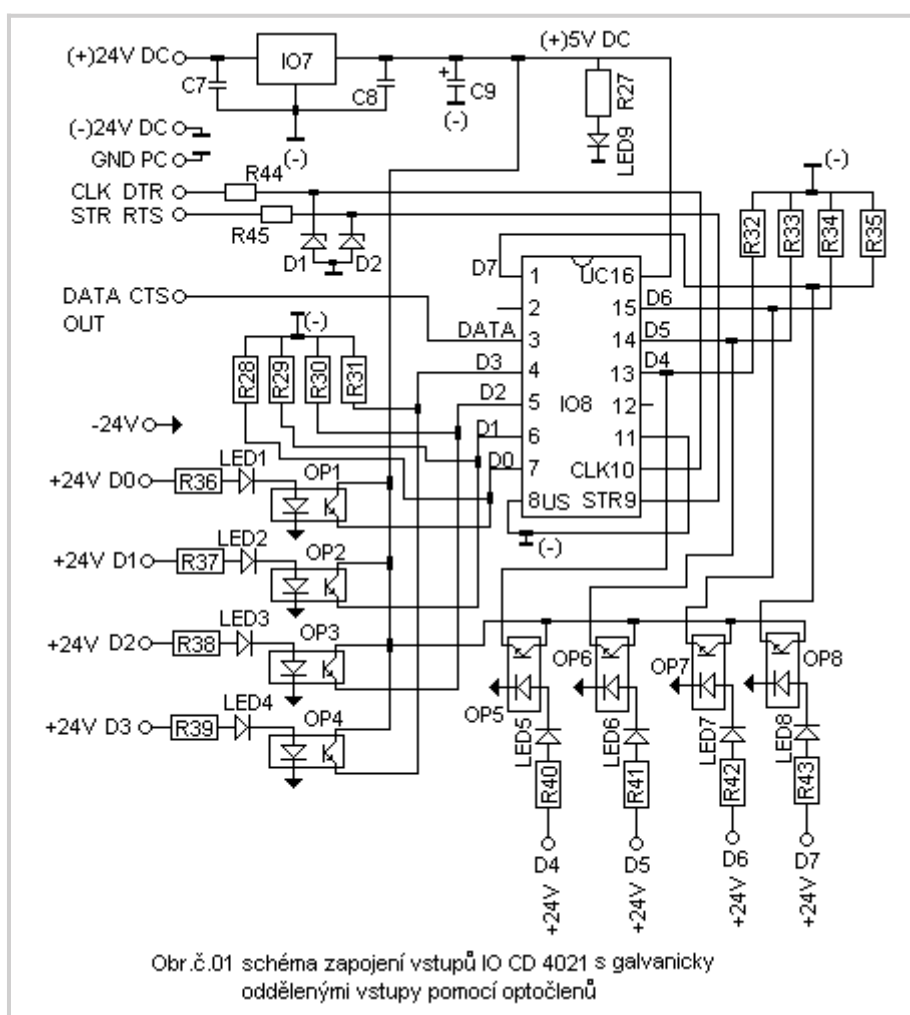 (+)24V DC
IO7
(+)5V DC
C7
C8
+
C9
R27
(-)24V DC
(-)
(-)
LED9
GND PC
R44
(-)
CLK DTR
STR RTS
R45
R32
R33
R34
R35
D1
D2
D7
1
UC16
2
15
D6
DATA CTS
OUT
(-)
DATA
3
14
D5
R28
R29
R30
R31
D3
4
13
D4
D2
5
IO8
12
-24V
D1
6
11
LED1
OP1
D0
7
CLK10
+24V D0
R36
8US
STR9
(-)
LED2
OP2
+24V D1
R37
LED3
OP3
+24V D2
R38
OP5
OP6
OP7
OP8
LED4
OP4
LED5
LED6
LED7
LED8
+24V D3
R39
R40
R41
R42
R43
D4
D5
D6
D7
+24V
+24V
+24V
+24V
Obr.č.01 schéma zapojení vstupů IO CD 4021 s galvanicky
oddělenými vstupy pomocí optočlenů